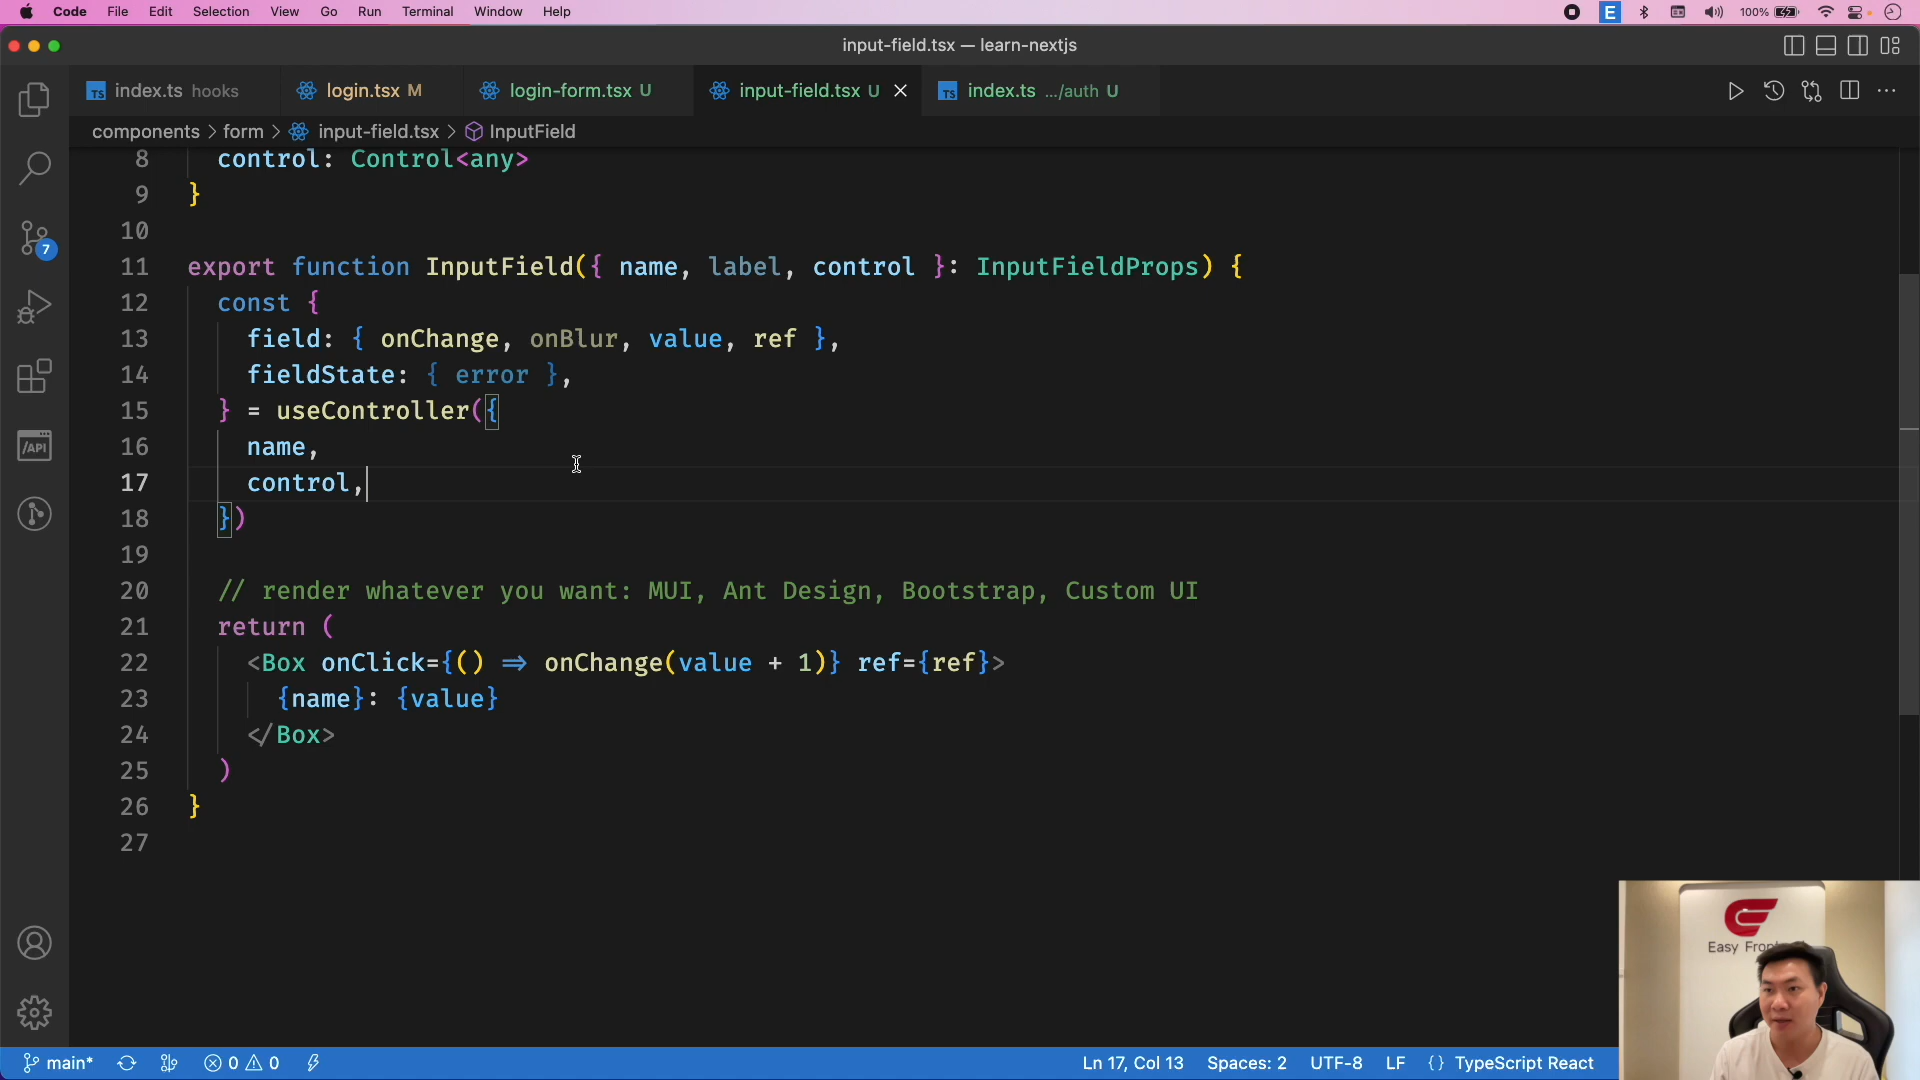 Code File Edit Selection View Go Run Terminal Window Help E 100%
input-field.tsx — learn-nextjs
TS index.ts hooks login.tsx M login-form.tsx U input-field.tsx U TS index.ts .../auth U
components > form > input-field.tsx > InputField
8 control: Control<any>
9 }
10
11 export function InputField({ name, label, control }: InputFieldProps) {
12 const {
13 field: { onChange, onBlur, value, ref },
14 fieldState: { error },
15 } = useController({
16 name,
17 control,
18 })
19
20 // render whatever you want: MUI, Ant Design, Bootstrap, Custom UI
21 return (
22 <Box onClick={() => onChange(value + 1)} ref={ref}>
23 {name}: {value}
24 </Box>
25 )
26 }
27
7
/API
Easy
main* 0 0 Ln 17, Col 13 Spaces: 2 UTF-8 LF {} TypeScript React